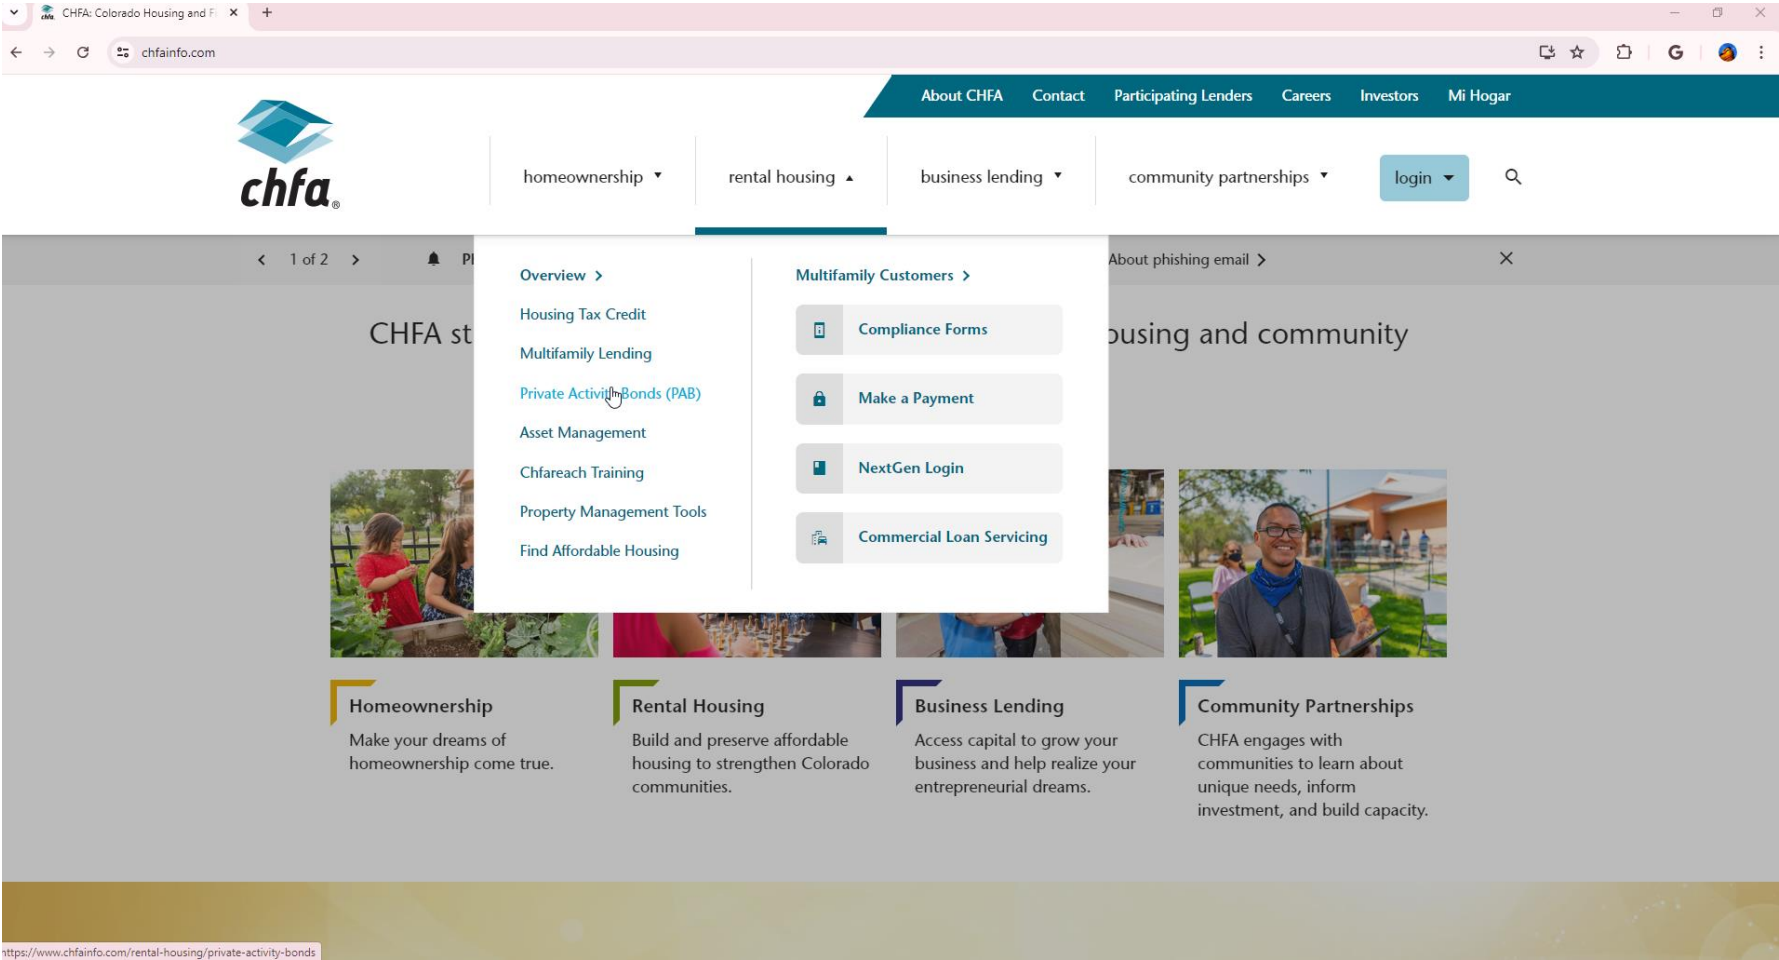 CHFA: Colorado Housing and Fi
chfainfo.com
About CHFA Contact Participating Lenders Careers Investors Mi Hogar
chfa®
homeownership rental housing business lending community partnerships login
1 of 2 Pl About phishing email
Overview
Housing Tax Credit
Multifamily Lending
Private Activity Bonds (PAB)
Asset Management
Chfareach Training
Property Management Tools
Find Affordable Housing
Multifamily Customers
Compliance Forms
Make a Payment
NextGen Login
Commercial Loan Servicing
CHFA st ousing and community
Homeownership
Make your dreams of
homeownership come true.
Rental Housing
Build and preserve affordable
housing to strengthen Colorado
communities.
Business Lending
Access capital to grow your
business and help realize your
entrepreneurial dreams.
Community Partnerships
CHFA engages with
communities to learn about
unique needs, inform
investment, and build capacity.
https://www.chfainfo.com/rental-housing/private-activity-bonds